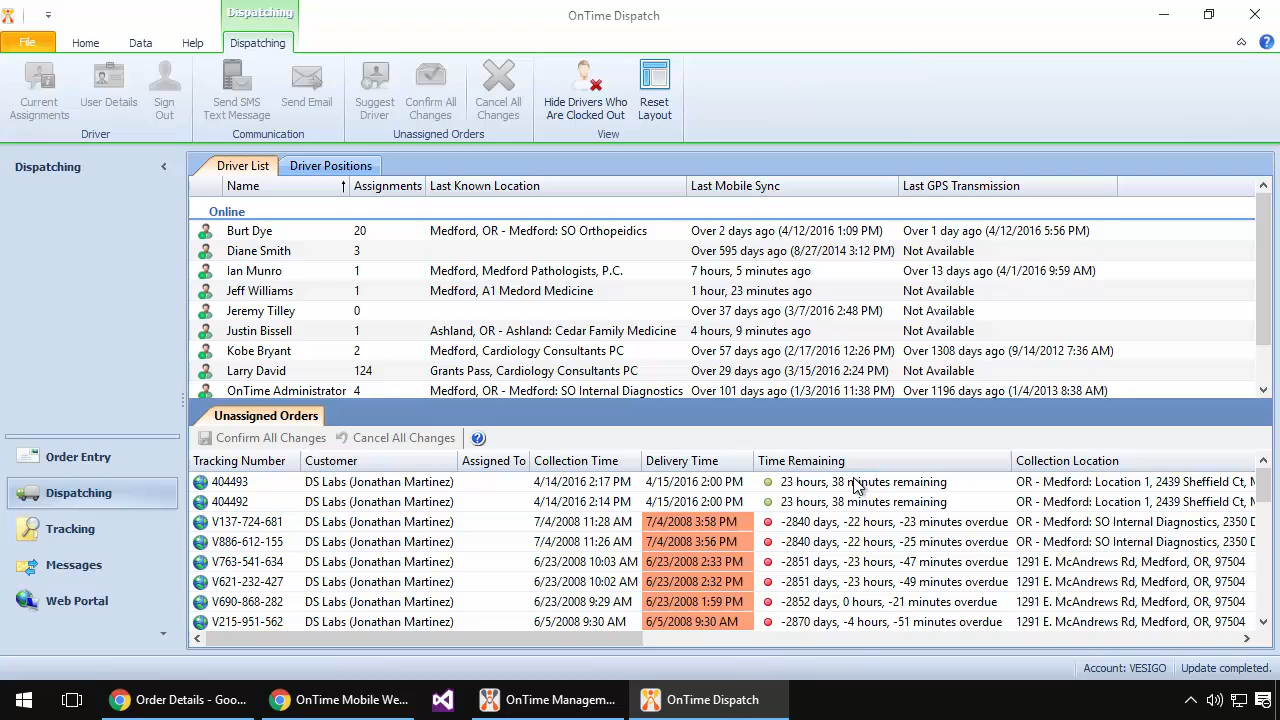 Dispatching
OnTime Dispatch
File Home Data Help Dispatching
Current Assignments
User Details
Sign Out
Driver
Send SMS Text Message
Send Email
Communication
Suggest Driver
Confirm All Changes
Cancel All Changes
Unassigned Orders
Hide Drivers Who Are Clocked Out
Reset Layout
View
Dispatching
Driver List Driver Positions
Name Assignments Last Known Location Last Mobile Sync Last GPS Transmission
Online
Burt Dye 20 Medford, OR - Medford: SO Orthopeidics Over 2 days ago (4/12/2016 1:09 PM) Over 1 day ago (4/12/2016 5:56 PM)
Diane Smith 3 Over 595 days ago (8/27/2014 3:12 PM) Not Available
Ian Munro 1 Medford, Medford Pathologists, P.C. 7 hours, 5 minutes ago Over 13 days ago (4/1/2016 9:59 AM)
Jeff Williams 1 Medford, A1 Medord Medicine 1 hour, 23 minutes ago Not Available
Jeremy Tilley 0 Over 37 days ago (3/7/2016 2:48 PM) Not Available
Justin Bissell 1 Ashland, OR - Ashland: Cedar Family Medicine 4 hours, 9 minutes ago Not Available
Kobe Bryant 2 Medford, Cardiology Consultants PC Over 57 days ago (2/17/2016 12:26 PM) Over 1308 days ago (9/14/2012 7:36 AM)
Larry David 124 Grants Pass, Cardiology Consultants PC Over 29 days ago (3/15/2016 2:24 PM) Not Available
OnTime Administrator 4 Medford, OR - Medford: SO Internal Diagnostics Over 101 days ago (1/3/2016 11:38 PM) Over 1196 days ago (1/4/2013 8:38 AM)
Unassigned Orders
Confirm All Changes Cancel All Changes
Tracking Number Customer Assigned To Collection Time Delivery Time Time Remaining Collection Location
404493 DS Labs (Jonathan Martinez) 4/14/2016 2:17 PM 4/15/2016 2:00 PM 23 hours, 38 minutes remaining OR - Medford: Location 1, 2439 Sheffield Ct, M
404492 DS Labs (Jonathan Martinez) 4/14/2016 2:14 PM 4/15/2016 2:00 PM 23 hours, 38 minutes remaining OR - Medford: Location 1, 2439 Sheffield Ct, M
V137-724-681 DS Labs (Jonathan Martinez) 7/4/2008 11:28 AM 7/4/2008 3:58 PM -2840 days, -22 hours, -23 minutes overdue OR - Medford: SO Internal Diagnostics, 2350 D
V886-612-155 DS Labs (Jonathan Martinez) 7/4/2008 11:26 AM 7/4/2008 3:56 PM -2840 days, -22 hours, -25 minutes overdue OR - Medford: SO Internal Diagnostics, 2350 D
V763-541-634 DS Labs (Jonathan Martinez) 6/23/2008 10:03 AM 6/23/2008 2:33 PM -2851 days, -23 hours, -47 minutes overdue 1291 E. McAndrews Rd, Medford, OR, 97504
V621-232-427 DS Labs (Jonathan Martinez) 6/23/2008 10:02 AM 6/23/2008 2:32 PM -2851 days, -23 hours, -49 minutes overdue 1291 E. McAndrews Rd, Medford, OR, 97504
V690-868-282 DS Labs (Jonathan Martinez) 6/23/2008 9:29 AM 6/23/2008 1:59 PM -2852 days, 0 hours, -21 minutes overdue 1291 E. McAndrews Rd, Medford, OR, 97504
V215-951-562 DS Labs (Jonathan Martinez) 6/5/2008 9:30 AM 6/5/2008 9:30 AM -2870 days, -4 hours, -51 minutes overdue 1291 E. McAndrews Rd, Medford, OR, 97504
Order Entry
Dispatching
Tracking
Messages
Web Portal
Account: VESIGO Update completed.
Order Details - Goo... OnTime Mobile We... OnTime Managem... OnTime Dispatch